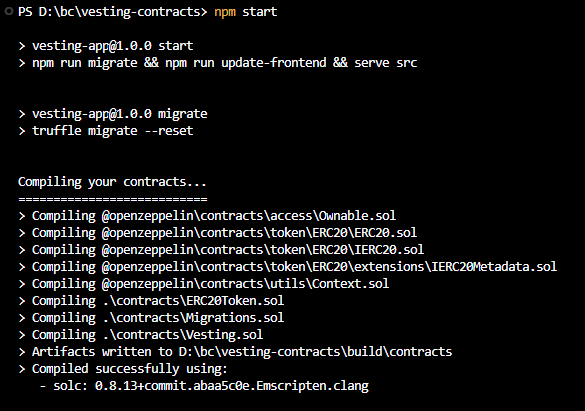 PS D:\bc\vesting-contracts> npm start
> vesting-app@1.0.0 start
> npm run migrate && npm run update-frontend && serve src
> vesting-app@1.0.0 migrate
> truffle migrate --reset
Compiling your contracts...
===========================
> Compiling @openzeppelin\contracts\access\Ownable.sol
> Compiling @openzeppelin\contracts\token\ERC20\ERC20.sol
> Compiling @openzeppelin\contracts\token\ERC20\IERC20.sol
> Compiling @openzeppelin\contracts\token\ERC20\extensions\IERC20Metadata.sol
> Compiling @openzeppelin\contracts\utils\Context.sol
> Compiling .\contracts\ERC20Token.sol
> Compiling .\contracts\Migrations.sol
> Compiling .\contracts\Vesting.sol
> Artifacts written to D:\bc\vesting-contracts\build\contracts
> Compiled successfully using:
- solc: 0.8.13+commit.abaa5c0e.Emscripten.clang